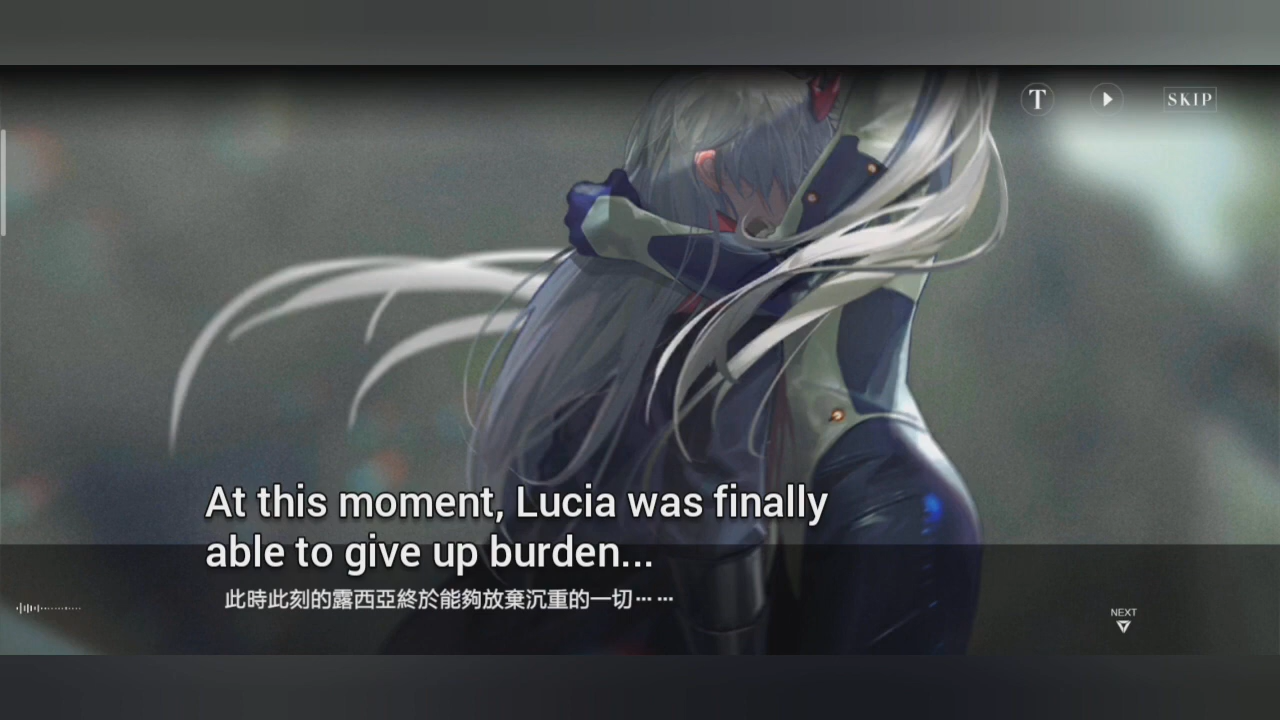 T
SKIP
At this moment, Lucia was finally
able to give up burden...
此時此刻的露西亞終於能夠放棄沉重的一切⋯⋯
NEXT